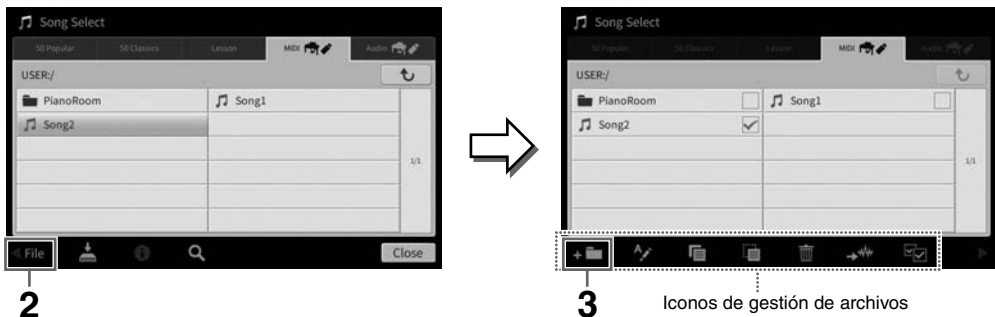 Song Select
50 Popular 50 Classics Lesson MIDI Audio
USER:/
PianoRoom Song1
Song2
1/1
File Close
2
Song Select
50 Popular 50 Classics Lesson MIDI Audio
USER:/
PianoRoom Song1
Song2
1/1
3
Iconos de gestión de archivos